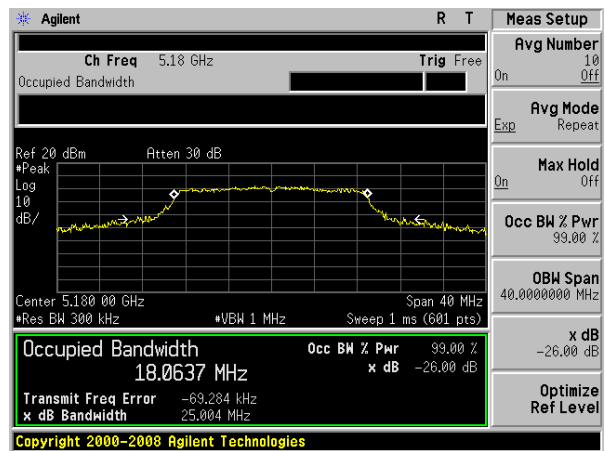 Agilent R T
Ch Freq 5.18 GHz Trig Free
Occupied Bandwidth
Ref 20 dBm Atten 30 dB
#Peak
Log
10
dB/
Center 5.180 00 GHz Span 40 MHz
#Res BW 300 kHz #VBW 1 MHz Sweep 1 ms (601 pts)
Occupied Bandwidth Occ BW % Pwr 99.00 %
18.0637 MHz x dB -26.00 dB
Transmit Freq Error -69.284 kHz
x dB Bandwidth 25.004 MHz
Copyright 2000-2008 Agilent Technologies
Meas Setup
Avg Number
10
On Off
Avg Mode
Exp Repeat
Max Hold
On Off
Occ BW % Pwr
99.00 %
OBW Span
40.0000000 MHz
x dB
-26.00 dB
Optimize
Ref Level